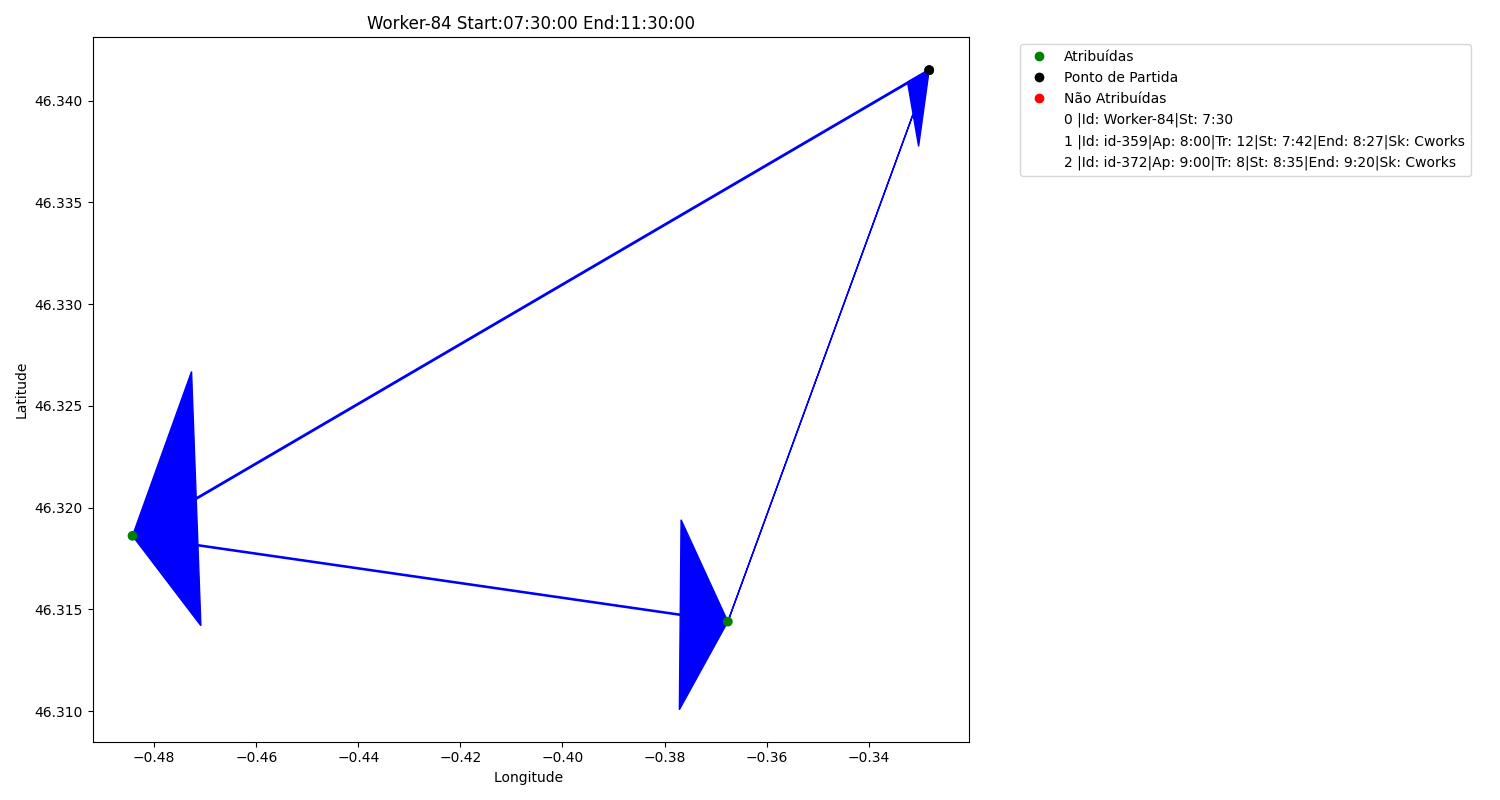 Worker-84 Start:07:30:00 End:11:30:00
Atribuídas
Ponto de Partida
Não Atribuídas
0 |Id: Worker-84|St: 7:30
1 |Id: id-359|Ap: 8:00|Tr: 12|St: 7:42|End: 8:27|Sk: Cworks
2 |Id: id-372|Ap: 9:00|Tr: 8|St: 8:35|End: 9:20|Sk: Cworks
46.340
46.335
46.330
46.325
46.320
46.315
46.310
Latitude
−0.48
−0.46
−0.44
−0.42
−0.40
−0.38
−0.36
−0.34
Longitude